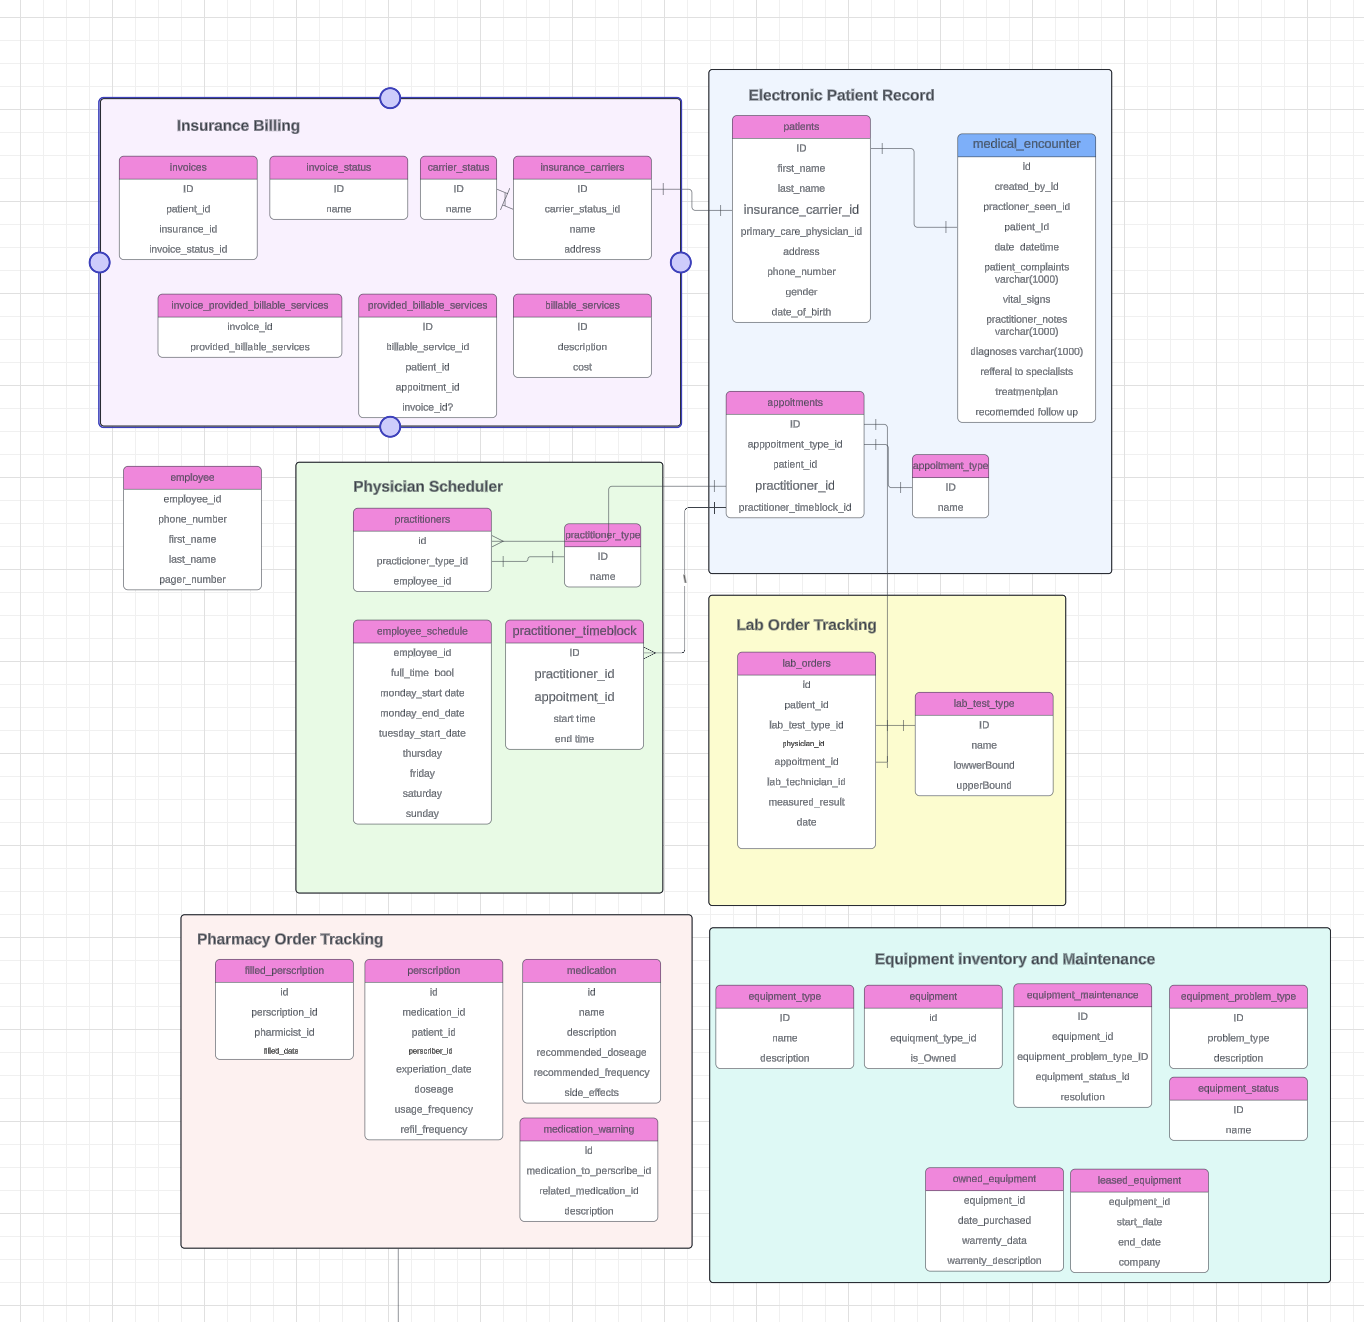 Insurance Billing
invoices
ID
patient_id
insurance_id
invoice_status_id
invoice_status
ID
name
carrier_status
ID
name
insurance_carriers
ID
carrier_status_id
name
address
invoice_provided_billable_services
invoice_id
provided_billable_services
provided_billable_services
ID
billable_service_id
patient_id
appoitment_id
invoice_id?
billable_services
ID
description
cost
Electronic Patient Record
patients
ID
first_name
last_name
insurance_carrier_id
primary_care_physician_id
address
phone_number
gender
date_of_birth
medical_encounter
id
created_by_id
practioner_seen_id
patient_id
date datetime
patient_complaints
varchar(1000)
vital_signs
practitioner_notes
varchar(1000)
diagnoses varchar(1000)
refferal to specialists
treatmentplan
recomemded follow up
appoitments
ID
apppoitment_type_id
patient_id
practitioner_id
practitioner_timeblock_id
appoitment_type
ID
name
employee
employee_id
phone_number
first_name
last_name
pager_number
Physician Scheduler
practitioners
id
practicioner_type_id
employee_id
practitioner_type
ID
name
employee_schedule
employee_id
full_time bool
monday_start date
monday_end_date
tuesday_start_date
thursday
friday
saturday
sunday
practitioner_timeblock
ID
practitioner_id
appoitment_id
start time
end time
Lab Order Tracking
lab_orders
id
patient_id
lab_test_type_id
physician_id
appoitment_id
lab_technician_id
measured_result
date
lab_test_type
ID
name
lowwerBound
upperBound
Pharmacy Order Tracking
filled_perscription
id
perscription_id
pharmicist_id
filled_date
perscription
id
medication_id
patient_id
perscriber_id
experiation_date
doseage
usage_frequency
refil_frequency
medication
id
name
description
recommended_doseage
recommended_frequency
side_effects
medication_warning
id
medication_to_perscribe_id
related_medication_id
description
Equipment inventory and Maintenance
equipment_type
ID
name
description
equipment
id
equiqment_type_id
is_Owned
equipment_maintenance
ID
equipment_id
equipment_problem_type_ID
equipment_status_id
resolution
equipment_problem_type
ID
problem_type
description
equipment_status
ID
name
owned_equipment
equipment_id
date_purchased
warrenty_data
warrenty_description
leased_equipment
equipment_id
start_date
end_date
company